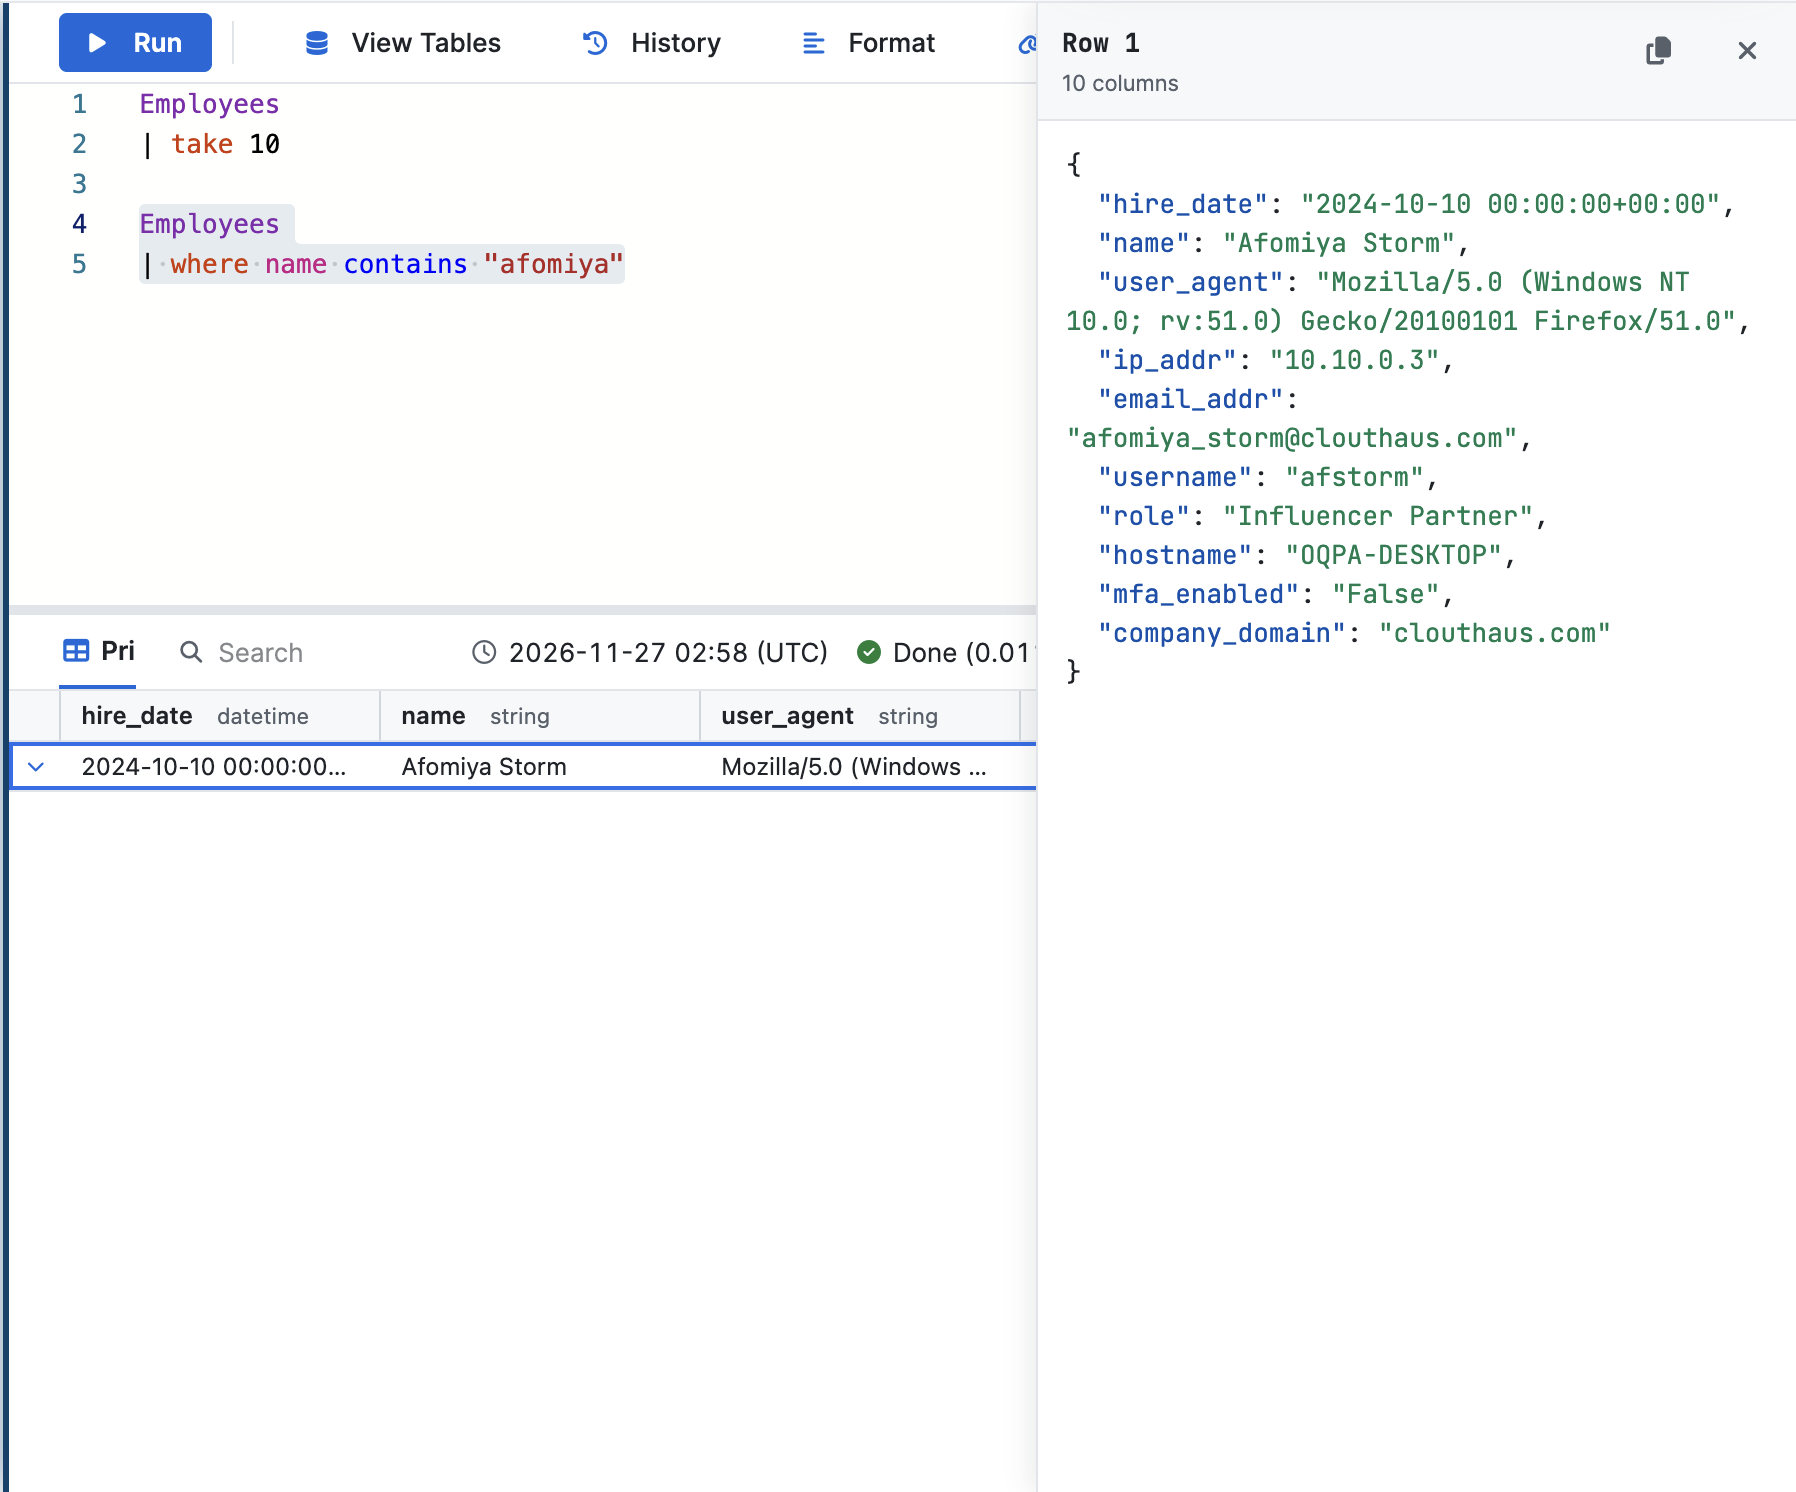 Run
View Tables
History
Format
1 Employees
2 | take 10
3
4 Employees
5 | where name contains "afomiya"
Pri
Search
2026-11-27 02:58 (UTC)
Done (0.01
hire_date datetime
name string
user_agent string
2024-10-10 00:00:00...
Afomiya Storm
Mozilla/5.0 (Windows ...
Row 1
10 columns
{
"hire_date": "2024-10-10 00:00:00+00:00",
"name": "Afomiya Storm",
"user_agent": "Mozilla/5.0 (Windows NT
10.0; rv:51.0) Gecko/20100101 Firefox/51.0",
"ip_addr": "10.10.0.3",
"email_addr":
"afomiya_storm@clouthaus.com",
"username": "afstorm",
"role": "Influencer Partner",
"hostname": "OQPA-DESKTOP",
"mfa_enabled": "False",
"company_domain": "clouthaus.com"
}